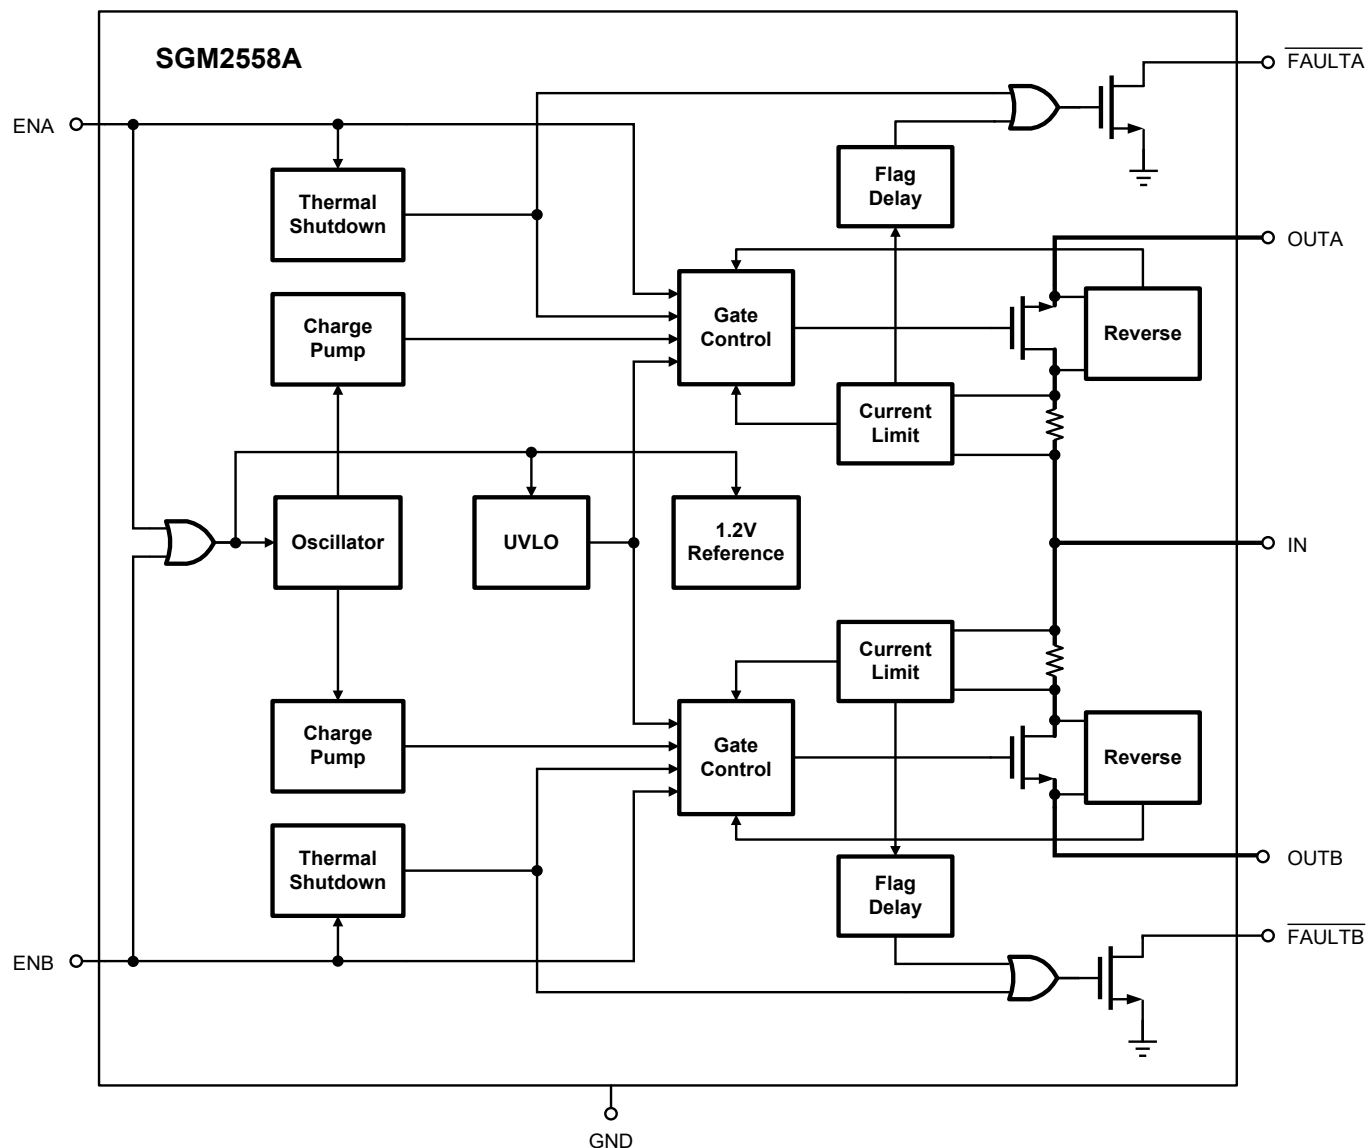 SGM2558A
FAULTA
ENA
Thermal
Shutdown
Flag
Delay
OUTA
Charge
Pump
Gate
Control
Reverse
Current
Limit
Oscillator
UVLO
1.2V
Reference
IN
Current
Limit
Charge
Pump
Gate
Control
Reverse
Thermal
Shutdown
Flag
Delay
OUTB
FAULTB
ENB
GND